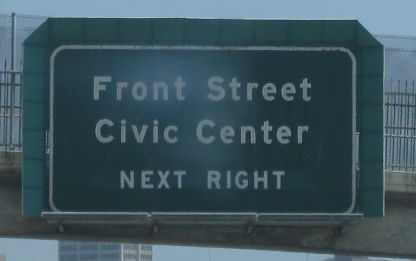 Front Street
Civic Center
NEXT RIGHT